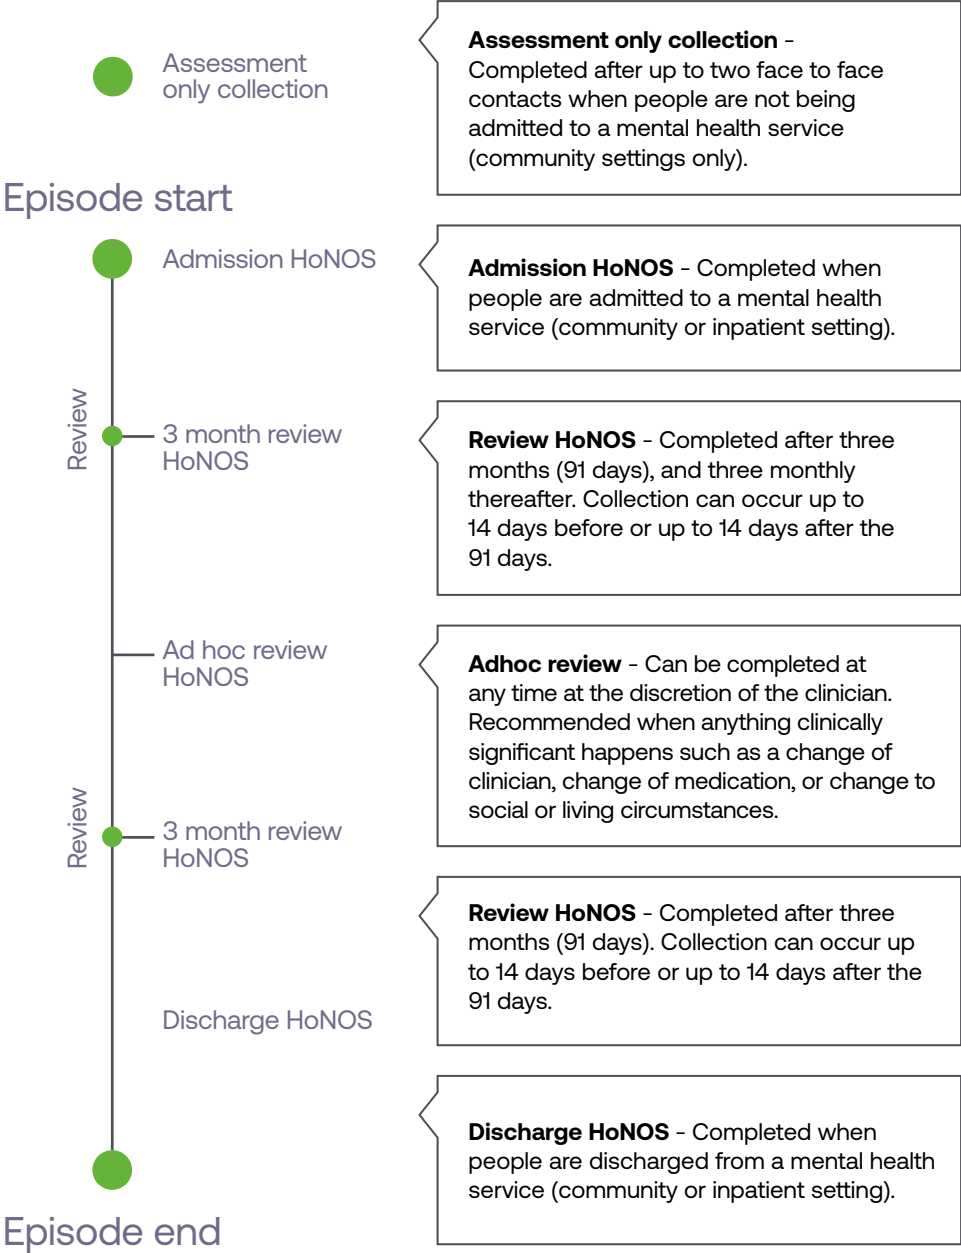 Assessment
only collection
Assessment only collection -
Completed after up to two face to face
contacts when people are not being
admitted to a mental health service
(community settings only).
Episode start
Admission HoNOS
Admission HoNOS - Completed when
people are admitted to a mental health
service (community or inpatient setting).
Review
3 month review
HoNOS
Review HoNOS - Completed after three
months (91 days), and three monthly
thereafter. Collection can occur up to
14 days before or up to 14 days after the
91 days.
Ad hoc review
HoNOS
Adhoc review - Can be completed at
any time at the discretion of the clinician.
Recommended when anything clinically
significant happens such as a change of
clinician, change of medication, or change to
social or living circumstances.
Review
3 month review
HoNOS
Review HoNOS - Completed after three
months (91 days). Collection can occur up
to 14 days before or up to 14 days after the
91 days.
Discharge HoNOS
Discharge HoNOS - Completed when
people are discharged from a mental health
service (community or inpatient setting).
Episode end